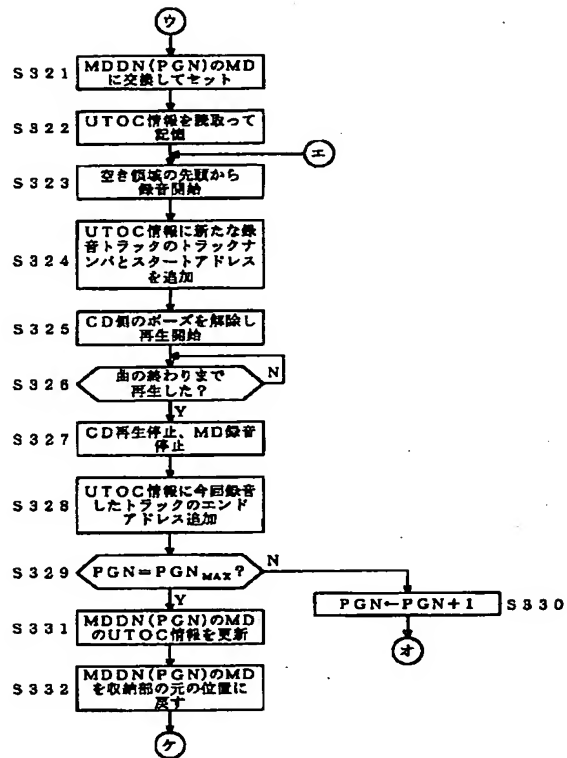 ウ
S321
MDDN(PGN)のMD
に交換してセット
S322
UTOC情報を読取って
記憶
エ
S323
空き領域の先頭から
録音開始
S324
UTOC情報に新たな録
音トラックのトラックナ
ンバとスタートアドレス
を追加
S325
CD側のポーズを解除し
再生開始
S326
曲の終わりまで
再生した?
N
Y
S327
CD再生停止、MD録音
停止
S328
UTOC情報に今回録音
したトラックのエンド
アドレス追加
S329
PGN=PGNMAX?
N
Y
PGN←PGN+1
S330
オ
S331
MDDN(PGN)のMD
のUTOC情報を更新
S332
MDDN(PGN)のMD
を収納部の元の位置に
戻す
ケ